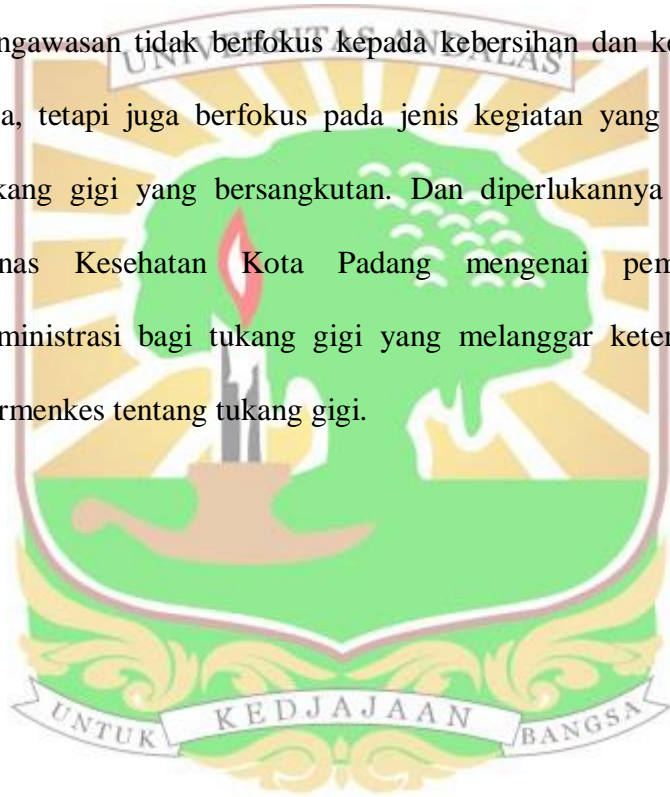 UNIVERSITAS ANDALAS
ngawasan tidak berfokus kepada kebersihan dan ke
a, tetapi juga berfokus pada jenis kegiatan yang
kang gigi yang bersangkutan. Dan diperlukannya
nas Kesehatan Kota Padang mengenai pem
ministrasi bagi tukang gigi yang melanggar keter
rmenkes tentang tukang gigi.
UNTUK KEDJAJAAN BANGSA